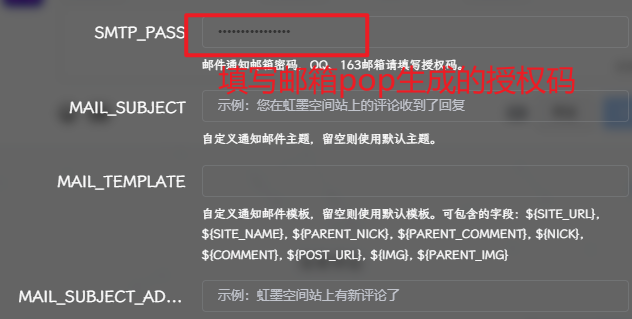 SMTP_PASS
邮件通知邮箱密码，QQ、163邮箱请填写授权码。
填写邮箱pop生成的授权码
MAIL_SUBJECT
示例：您在虹墨空间站上的评论收到了回复
自定义通知邮件主题，留空则使用默认主题。
MAIL_TEMPLATE
自定义通知邮件模板，留空则使用默认模板。可包含的字段：${SITE_URL},
${SITE_NAME}, ${PARENT_NICK}, ${PARENT_COMMENT}, ${NICK},
${COMMENT}, ${POST_URL}, ${IMG}, ${PARENT_IMG}
MAIL_SUBJECT_AD...
示例：虹墨空间站上有新评论了